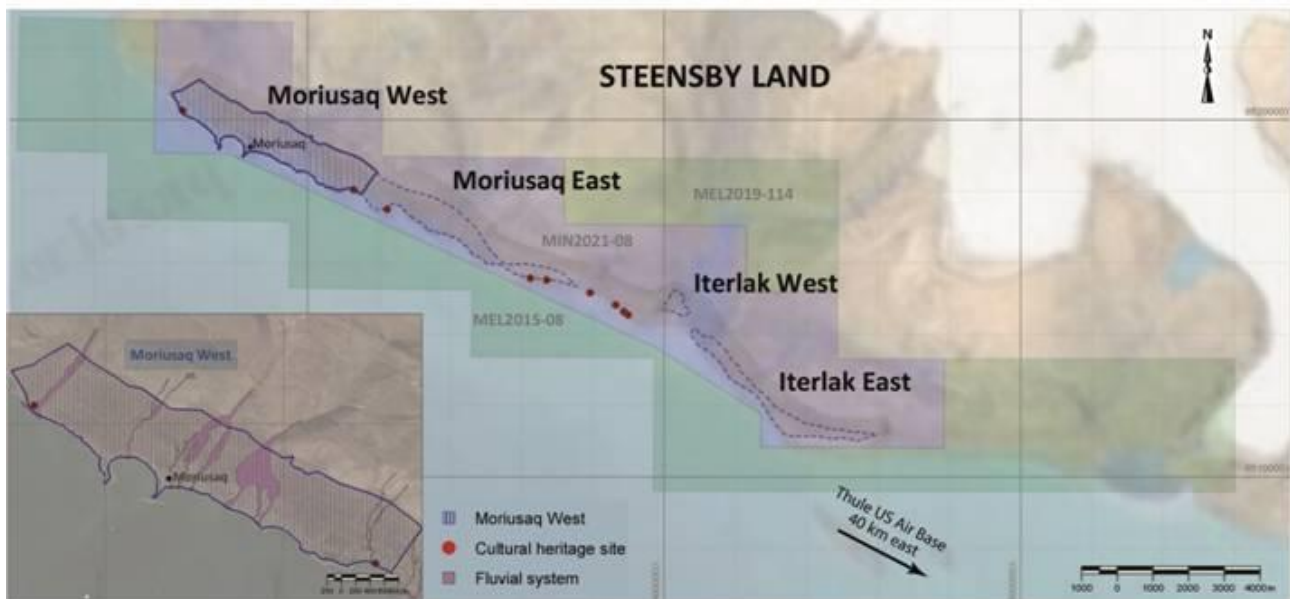 N
STEENSBY LAND
Moriusaq West
Moriusaq
Moriusaq East
MEL2019-114
MIN2021-08
Iterlak West
MEL2015-08
Moriusaq West
Iterlak East
Moriusaq
Thule US Air Base
40 km east
Moriusaq West
Cultural heritage site
Fluvial system
1000 0 1000 2000 3000 4000m